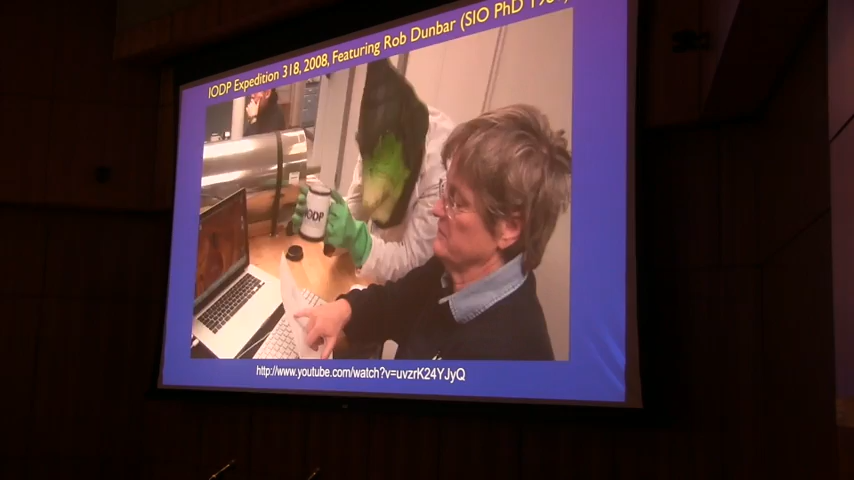 IODP Expedition 318, 2008, Featuring Rob Dunbar (SIO PhD
IODP
http://www.youtube.com/watch?v=uvzrK24YJyQ